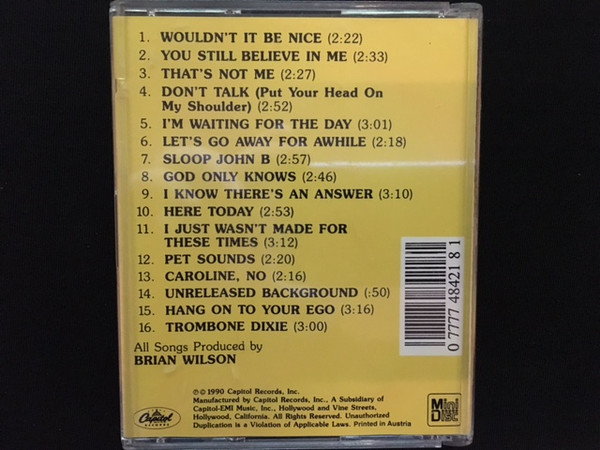 1. WOULDN'T IT BE NICE (2:22)
2. YOU STILL BELIEVE IN ME (2:33)
3. THAT'S NOT ME (2:27)
4. DON'T TALK (Put Your Head On
My Shoulder) (2:52)
5. I'M WAITING FOR THE DAY (3:01)
6. LET'S GO AWAY FOR AWHILE (2:18)
7. SLOOP JOHN B (2:57)
8. GOD ONLY KNOWS (2:46)
9. I KNOW THERE'S AN ANSWER (3:10)
10. HERE TODAY (2:53)
11. I JUST WASN'T MADE FOR
THESE TIMES (3:12)
12. PET SOUNDS (2:20)
13. CAROLINE, NO (2:16)
14. UNRELEASED BACKGROUND (:50)
15. HANG ON TO YOUR EGO (3:16)
16. TROMBONE DIXIE (3:00)
All Songs Produced by
BRIAN WILSON
0 7777 48421 8 1
℗ © 1990 Capitol Records, Inc.
Manufactured by Capitol Records, Inc., A Subsidiary of
Capitol-EMI Music, Inc., Hollywood and Vine Streets,
Hollywood, California. All Rights Reserved. Unauthorized
Duplication is a Violation of Applicable Laws. Printed in Austria
Capitol
RECORDS
Mini
Disc